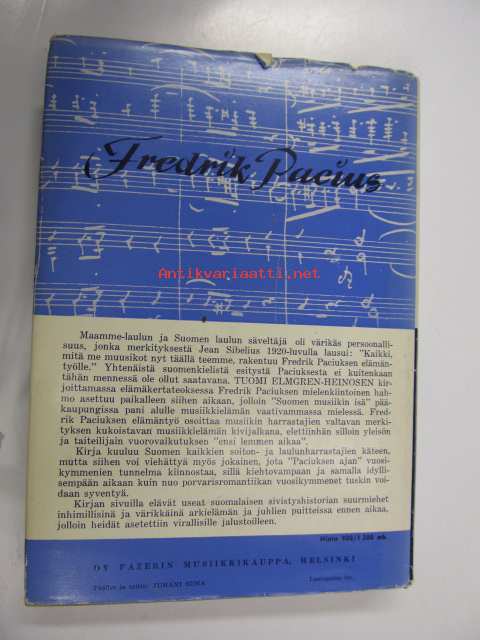 Fredrik Pacius
Antikvariaatti.net
Maamme-laulun ja Suomen laulun säveltäjä oli värikäs persoonalli-
suus, jonka merkityksestä Jean Sibelius 1920-luvulla lausui: "Kaikki,
mitä me muusikot nyt täällä teemme, rakentuu Fredrik Paciuksen elämän-
työlle." Yhtenäistä suomenkielistä esitystä Paciuksesta ei kuitenkaan
tähän mennessä ole ollut saatavana. TUOMI ELMGREN-HEINOSEN kir-
joittamassa elämäkertateoksessa Fredrik Paciuksen mielenkiintoinen hah-
mo asettuu paikalleen siihen aikaan, jolloin "Suomen musiikin isä" pää-
kaupungissa pani alulle musiikkielämän vaativammassa mielessä. Fred-
rik Paciuksen elämäntyö osoittaa musiikin harrastajien valtavan merki-
tyksen kukoistavan musiikkielämän kivijalkana, elettiinhän silloin yleisön
ja taiteilijain vuorovaikutuksen "ensi lemmen aikaa".
Kirja kuuluu Suomen kaikkien soiton- ja laulunharrastajien käteen,
mutta siihen voi viehättyä myös jokainen, jota "Paciuksen ajan" vuosi-
kymmenien tunnelma kiinnostaa, sillä kiehtovampaan ja samalla idylli-
sempään aikaan kuin nuo porvarisromantiikan vuosikymmenet tuskin voi-
daan syventyä.
Kirjan sivuilla elävät useat suomalaisen sivistyshistorian suurmiehet
inhimillisinä ja värikkäinä arkielämän ja juhlien puitteissa ennen aikaa,
jolloin heidät asetettiin virallisille jalustoilleen.
Hinta
mk
OY FAZERIN MUSIIKKIKAUPPA, HELSINKI